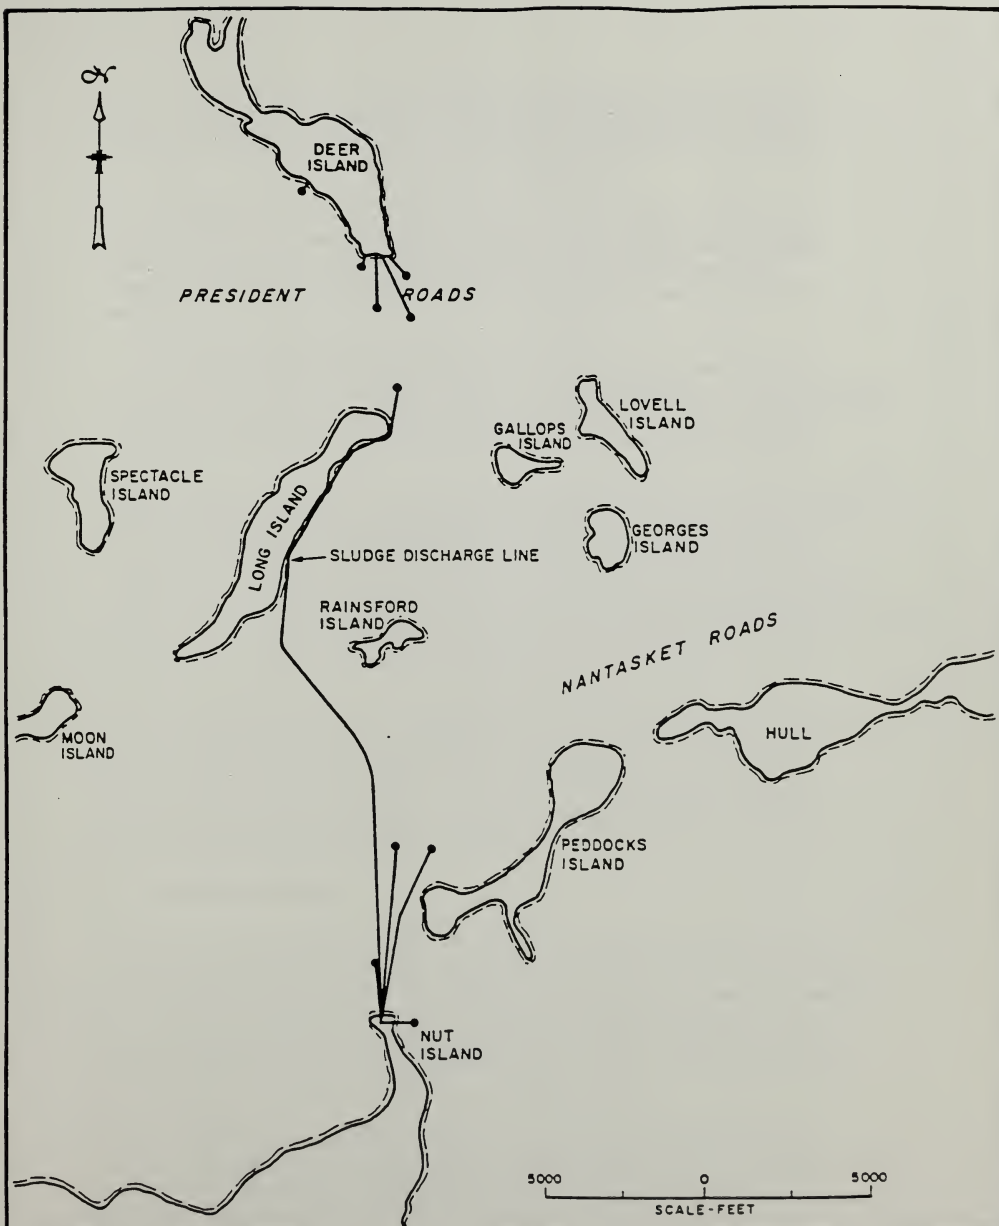 N
DEER
ISLAND
PRESIDENT ROADS
LOVELL
ISLAND
GALLOPS
ISLAND
SPECTACLE
ISLAND
LONG ISLAND
GEORGES
ISLAND
SLUDGE DISCHARGE LINE
RAINSFORD
ISLAND
NANTASKET ROADS
MOON
ISLAND
HULL
PEDDOCKS
ISLAND
NUT
ISLAND
5000 0 5000
SCALE-FEET